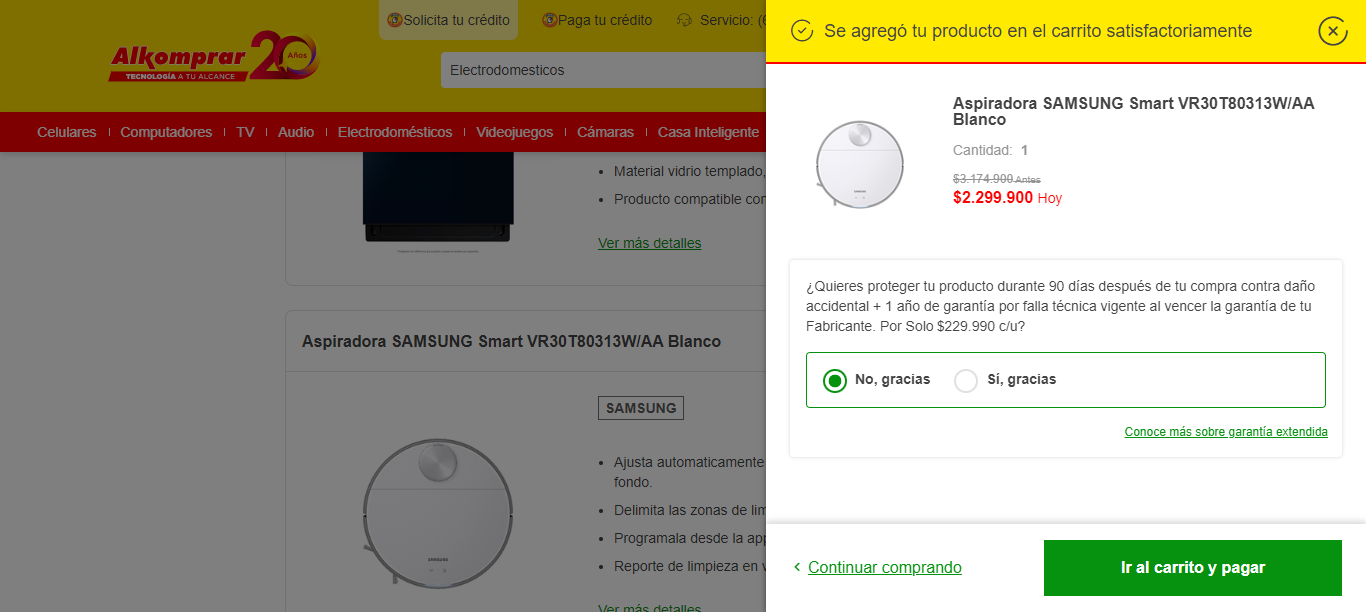 Solicita tu crédito
Paga tu crédito
Servicio: (6
Alkomprar 20 Años
TECNOLOGÍA A TU ALCANCE
Electrodomesticos
Celulares
Computadores
TV
Audio
Electrodomésticos
Videojuegos
Cámaras
Casa Inteligente
• Material vidrio templado,
• Producto compatible con
Ver más detalles
Aspiradora SAMSUNG Smart VR30T80313W/AA Blanco
SAMSUNG
SAMSUNG
• Ajusta automaticamente
fondo.
• Delimita las zonas de lim
• Programala desde la app
• Reporte de limpieza en v
Ver más detalles
Se agregó tu producto en el carrito satisfactoriamente
Aspiradora SAMSUNG Smart VR30T80313W/AA
Blanco
SAMSUNG
Cantidad: 1
$3.174.900 Antes
$2.299.900 Hoy
¿Quieres proteger tu producto durante 90 días después de tu compra contra daño
accidental + 1 año de garantía por falla técnica vigente al vencer la garantía de tu
Fabricante. Por Solo $229.990 c/u?
No, gracias
Sí, gracias
Conoce más sobre garantía extendida
Continuar comprando
Ir al carrito y pagar